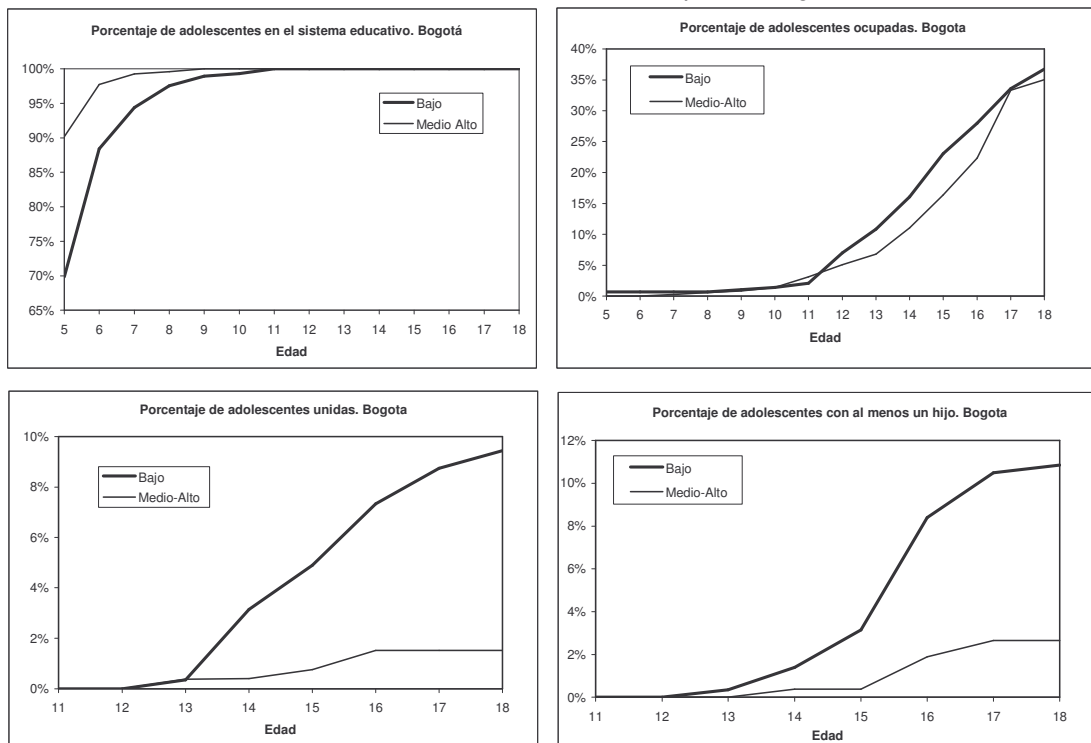 Porcentaje de adolescentes en el sistema educativo. Bogotá
100%
95%
90%
85%
80%
75%
70%
65%
Bajo
Medio Alto
5 6 7 8 9 10 11 12 13 14 15 16 17 18
Edad
Porcentaje de adolescentes ocupadas. Bogota
40%
35%
30%
25%
20%
15%
10%
5%
0%
Bajo
Medio-Alto
5 6 7 8 9 10 11 12 13 14 15 16 17 18
Edad
Porcentaje de adolescentes unidas. Bogota
10%
8%
6%
4%
2%
0%
Bajo
Medio-Alto
11 12 13 14 15 16 17 18
Edad
Porcentaje de adolescentes con al menos un hijo. Bogota
12%
10%
8%
6%
4%
2%
0%
Bajo
Medio-Alto
11 12 13 14 15 16 17 18
Edad